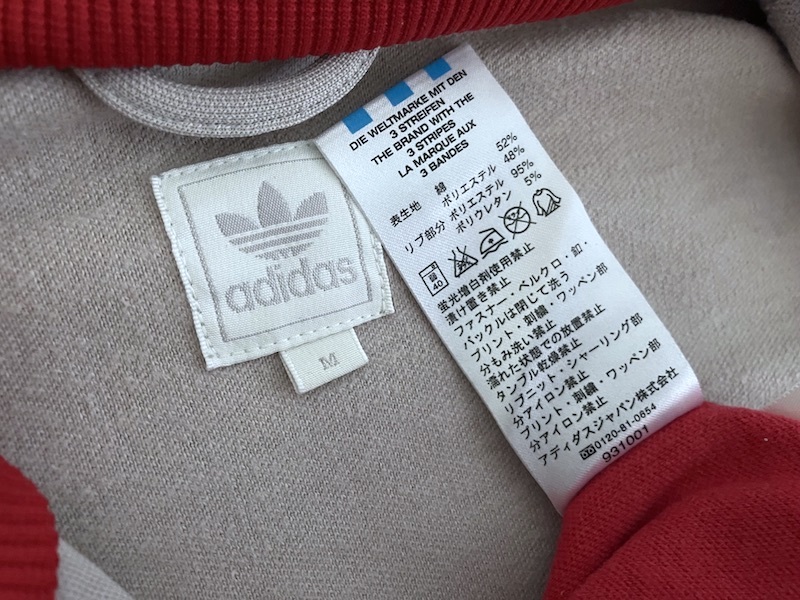 adidas
M
DIE WELTMARKE MIT DEN
3 STREIFEN
THE BRAND WITH THE
3 STRIPES
LA MARQUE AUX
3 BANDES
表生地 綿 52%
ポリエステル 48%
リブ部分 ポリエステル 95%
ポリウレタン 5%
弱
40
蛍光増白剤使用禁止
漬け置き禁止
ファスナー・ベルクロ・釦・
バックルは閉じて洗う
プリント・刺繍・ワッペン部
分もみ洗い禁止
濡れた状態での放置禁止
タンブル乾燥禁止
リブニット・シャーリング部
分アイロン禁止
プリント・刺繍・ワッペン部
分アイロン禁止
アディダスジャパン株式会社
0120-81-0654
931001